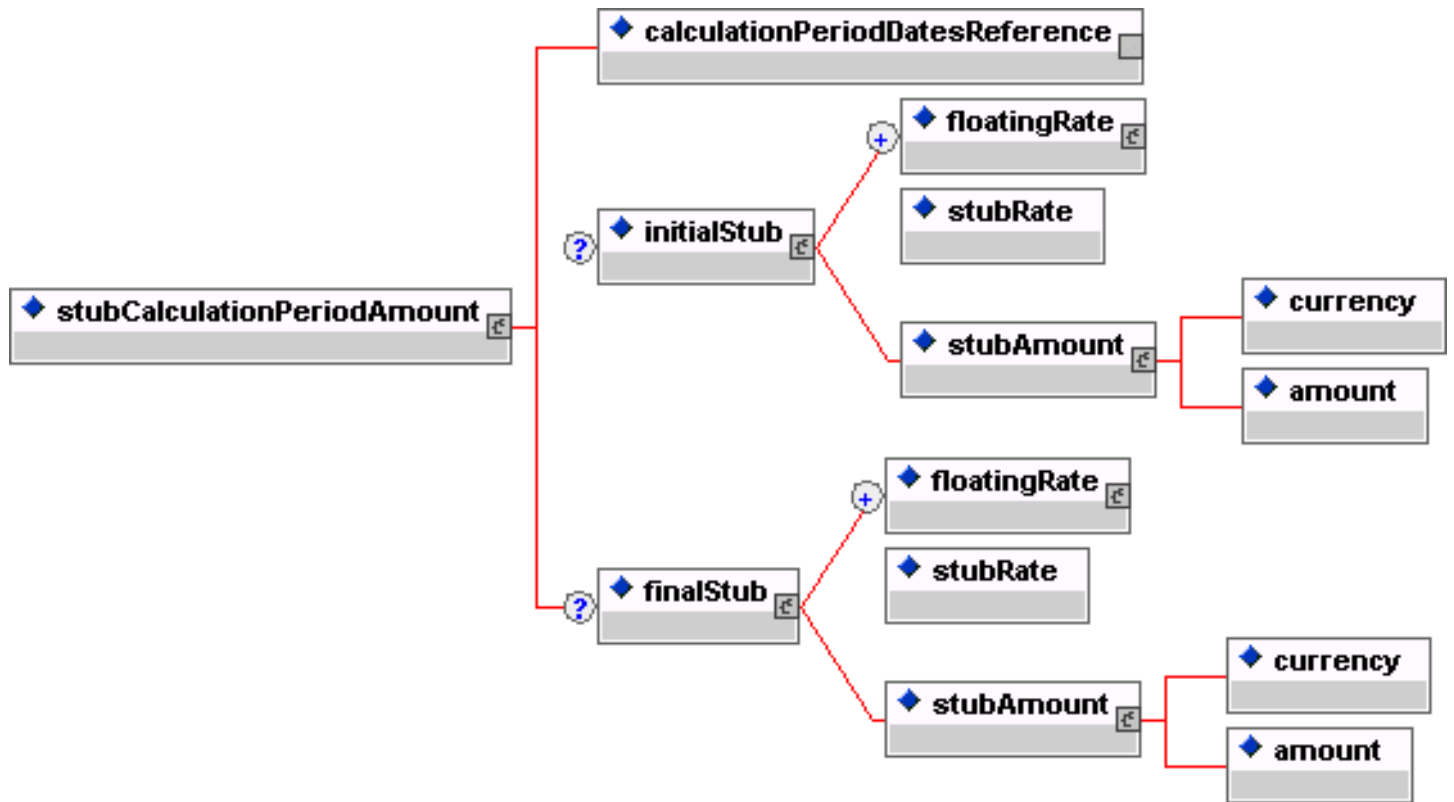 calculationPeriodDatesReference
floatingRate
stubRate
initialStub
stubCalculationPeriodAmount
stubAmount
currency
amount
floatingRate
stubRate
finalStub
stubAmount
currency
amount